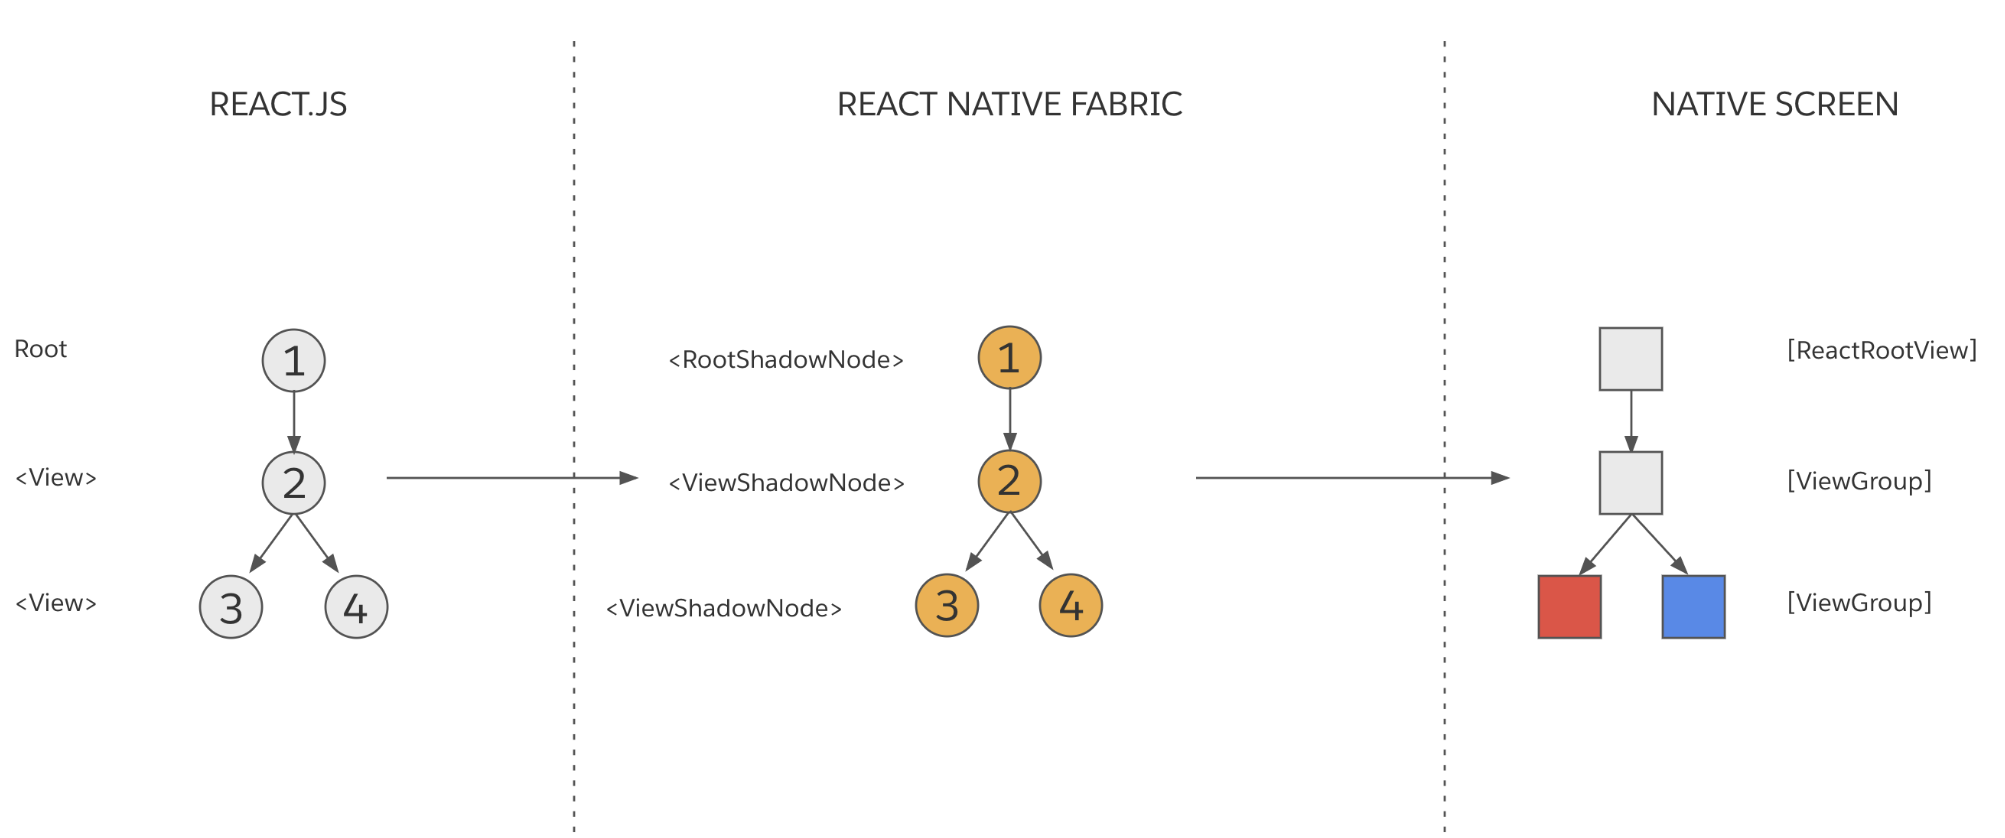 REACT.JS
REACT NATIVE FABRIC
NATIVE SCREEN
Root
1
<View>
2
<View>
3
4
<RootShadowNode>
1
<ViewShadowNode>
2
<ViewShadowNode>
3
4
[ReactRootView]
[ViewGroup]
[ViewGroup]